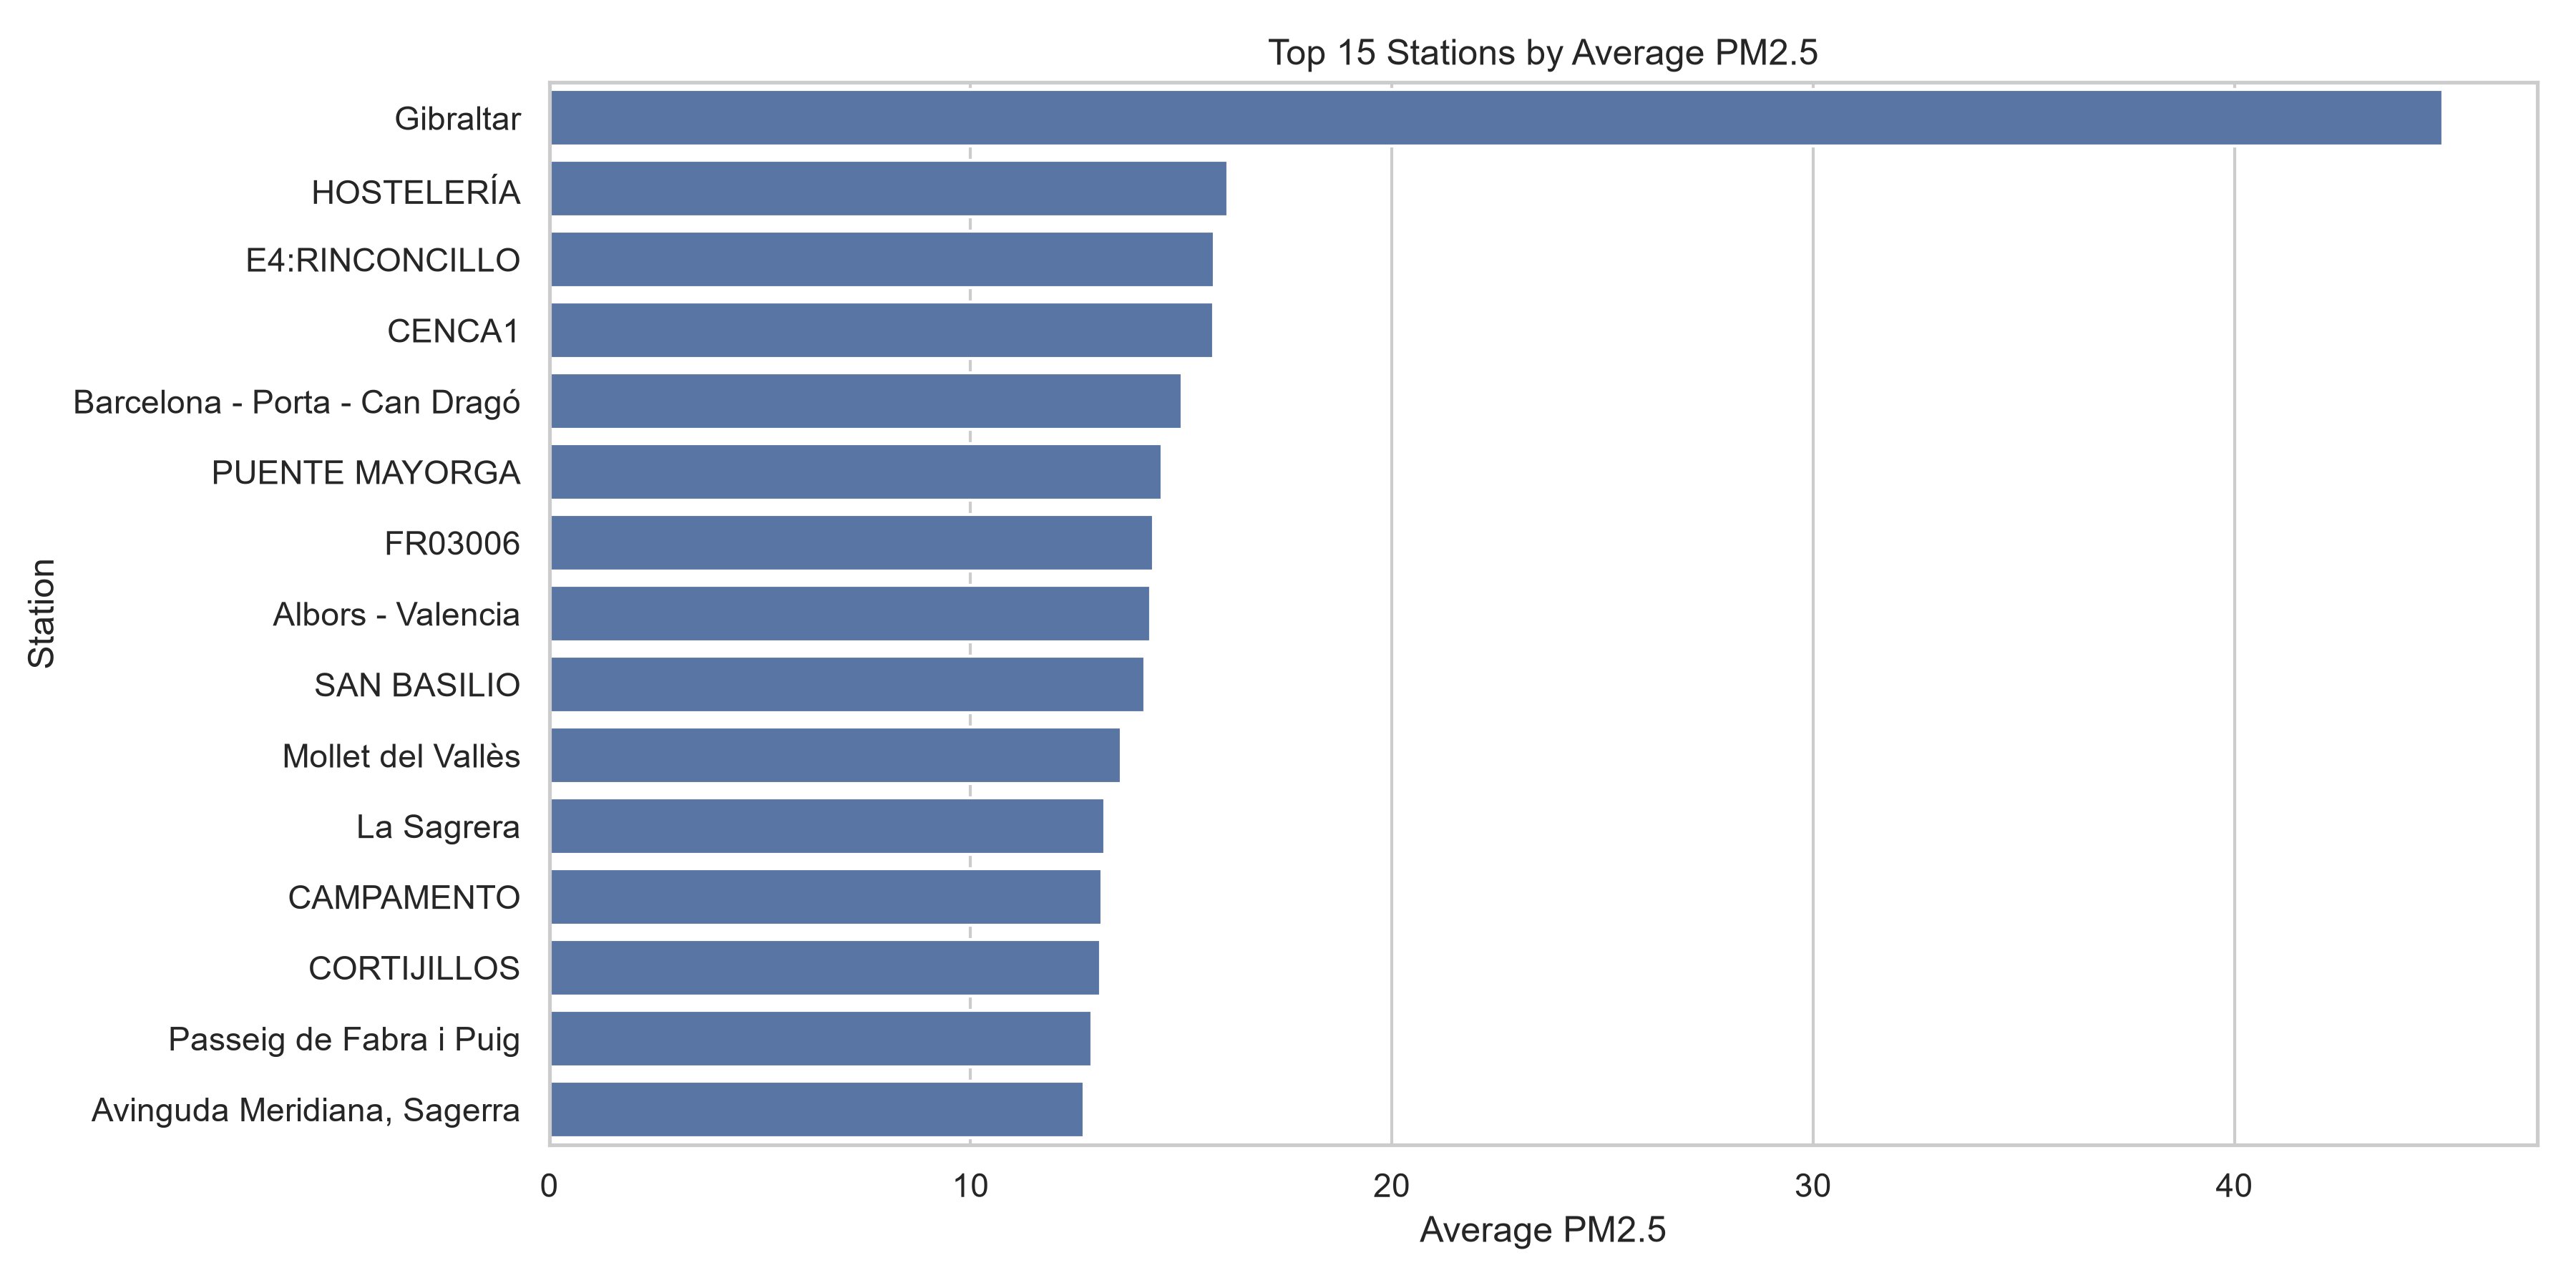 Top 15 Stations by Average PM2.5
Gibraltar
HOSTELERÍA
E4:RINCONCILLO
CENCA1
Barcelona - Porta - Can Dragó
PUENTE MAYORGA
FR03006
Albors - Valencia
SAN BASILIO
Mollet del Vallès
La Sagrera
CAMPAMENTO
CORTIJILLOS
Passeig de Fabra i Puig
Avinguda Meridiana, Sagerra
Station
0 10 20 30 40
Average PM2.5